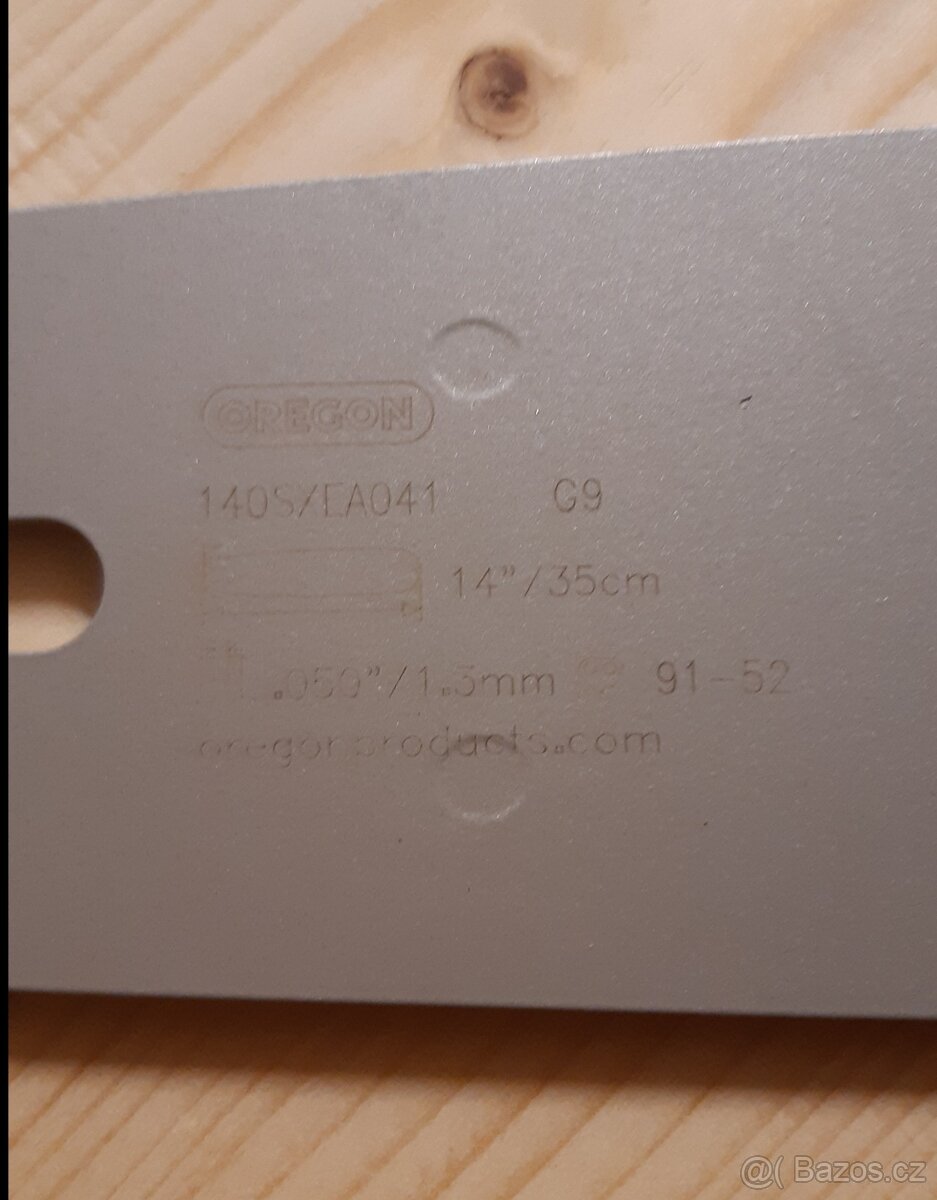 OREGON
140SXEA041 G9
14"/35cm
.050"/1.3mm 91-52
oregonproducts.com
@( Bazos.cz